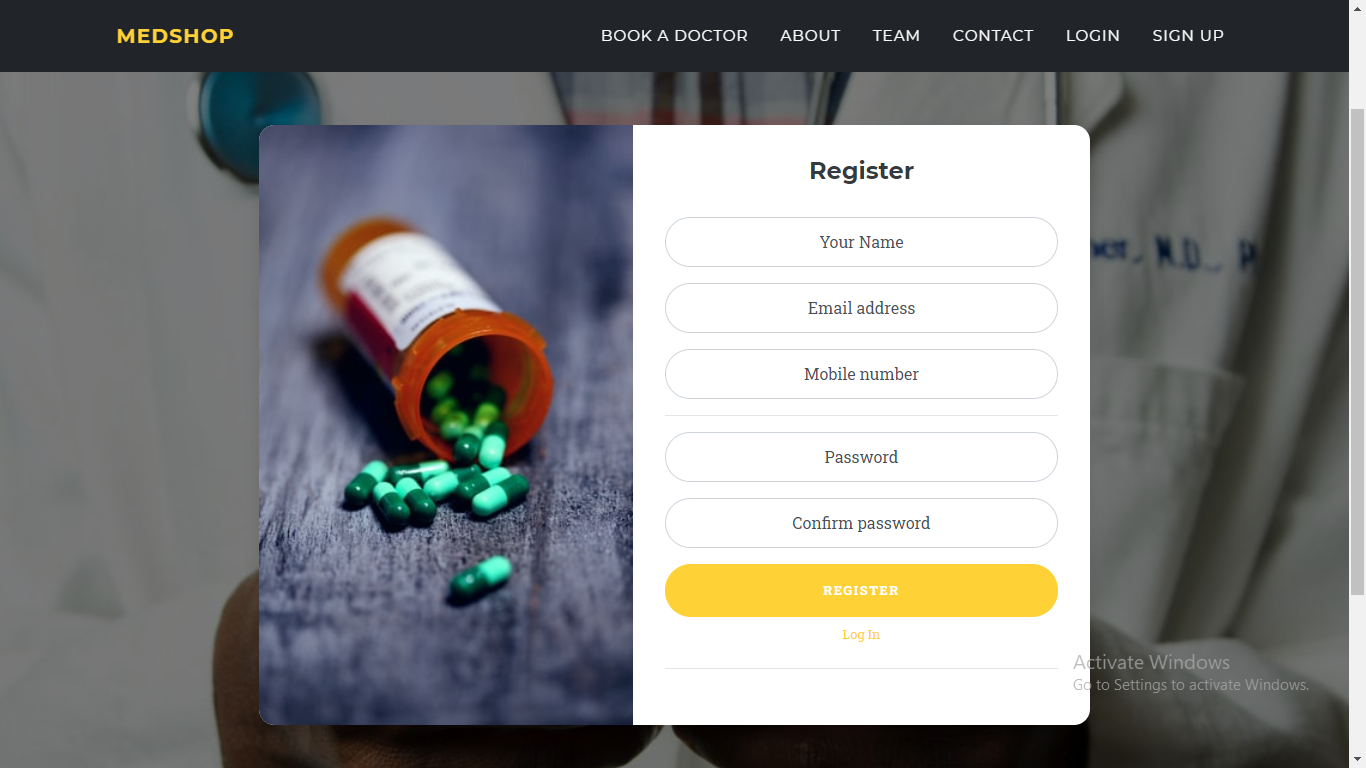 MEDSHOP
BOOK A DOCTOR
ABOUT
TEAM
CONTACT
LOGIN
SIGN UP
Register
Your Name
Email address
Mobile number
Password
Confirm password
REGISTER
Log In
M.D.,
Activate Windows
Go to Settings to activate Windows.